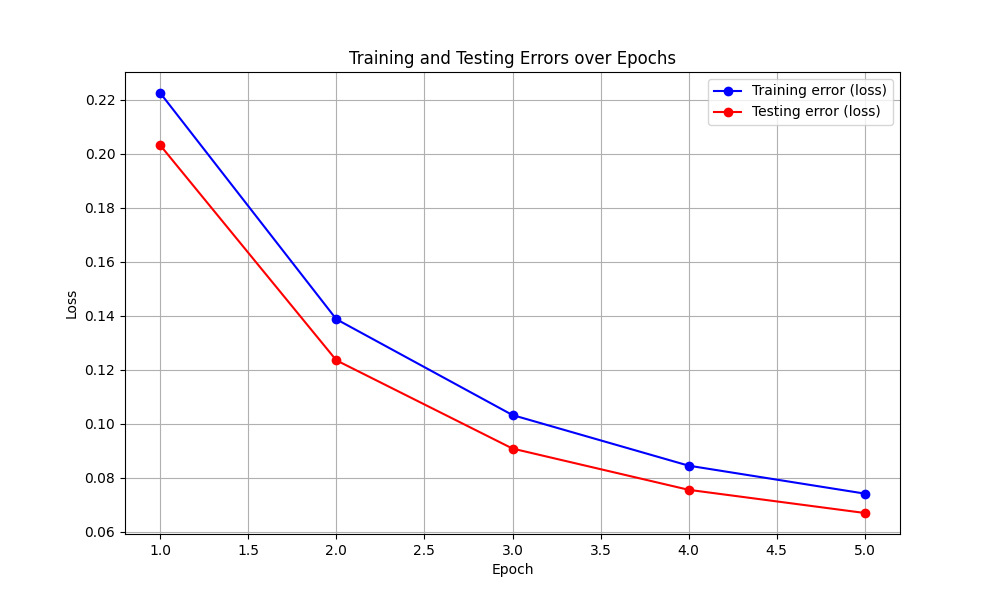 Training and Testing Errors over Epochs
Training error (loss)
Testing error (loss)
Loss
0.22
0.20
0.18
0.16
0.14
0.12
0.10
0.08
0.06
1.0 1.5 2.0 2.5 3.0 3.5 4.0 4.5 5.0
Epoch